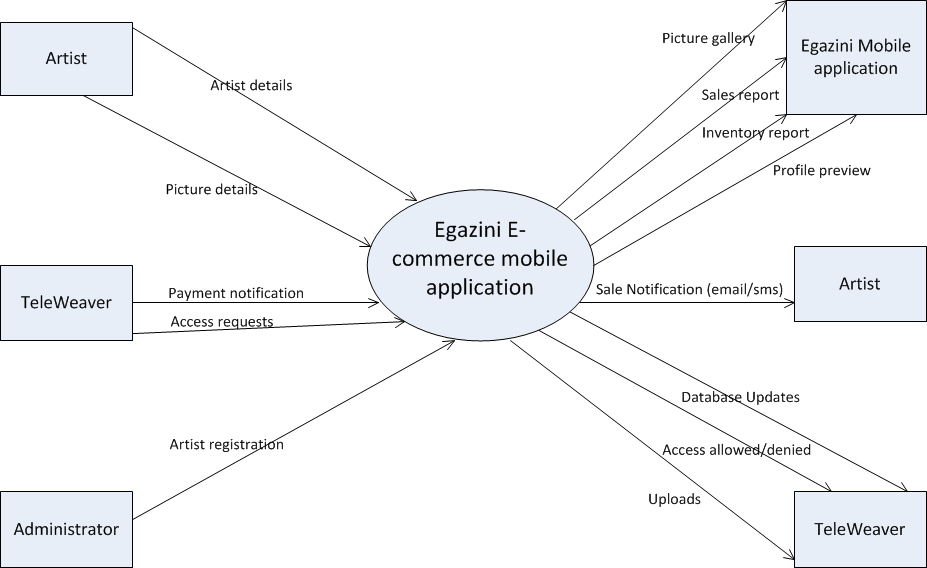 Artist
Artist details
Picture details
TeleWeaver
Payment notification
Access requests
Administrator
Artist registration
Egazini E-
commerce mobile
application
Picture gallery
Sales report
Inventory report
Profile preview
Egazini Mobile
application
Sale Notification (email/sms)
Artist
Database Updates
Access allowed/denied
Uploads
TeleWeaver